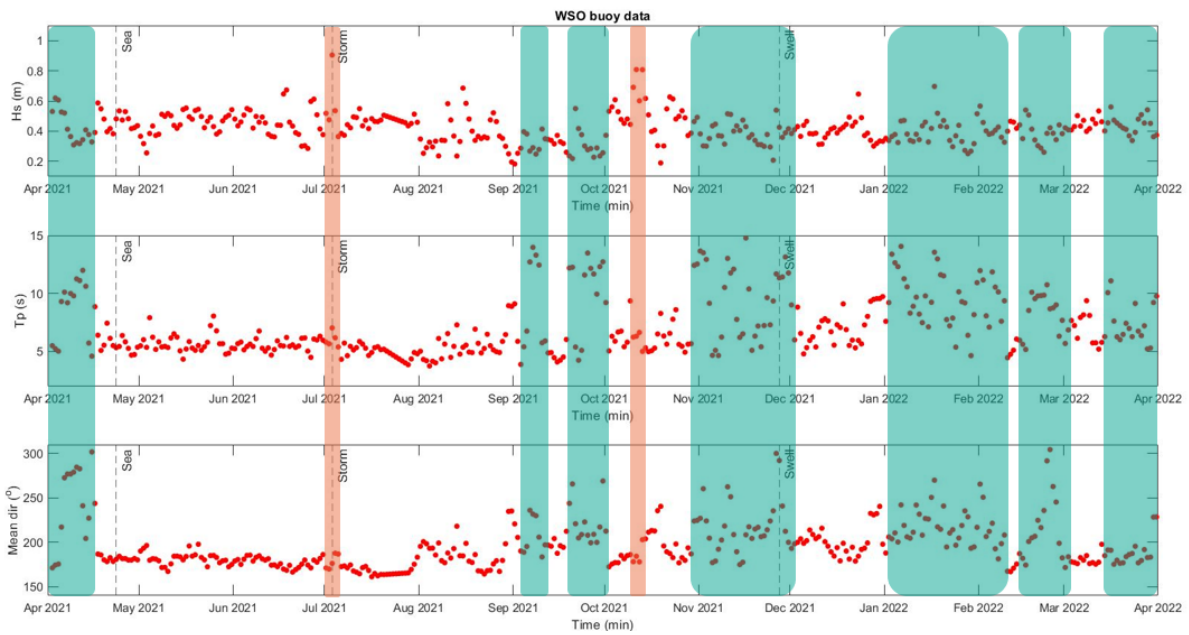 WSO buoy data
Hs (m)
1
0.8
0.6
0.4
0.2
Sea
Storm
Swell
Apr 2021 May 2021 Jun 2021 Jul 2021 Aug 2021 Sep 2021 Oct 2021 Nov 2021 Dec 2021 Jan 2022 Feb 2022 Mar 2022 Apr 2022
Time (min)
Tp (s)
15
10
5
Sea
Storm
Swell
Apr 2021 May 2021 Jun 2021 Jul 2021 Aug 2021 Sep 2021 Oct 2021 Nov 2021 Dec 2021 Jan 2022 Feb 2022 Mar 2022 Apr 2022
Time (min)
Mean dir (°)
300
250
200
150
Sea
Storm
Swell
Apr 2021 May 2021 Jun 2021 Jul 2021 Aug 2021 Sep 2021 Oct 2021 Nov 2021 Dec 2021 Jan 2022 Feb 2022 Mar 2022 Apr 2022
Time (min)